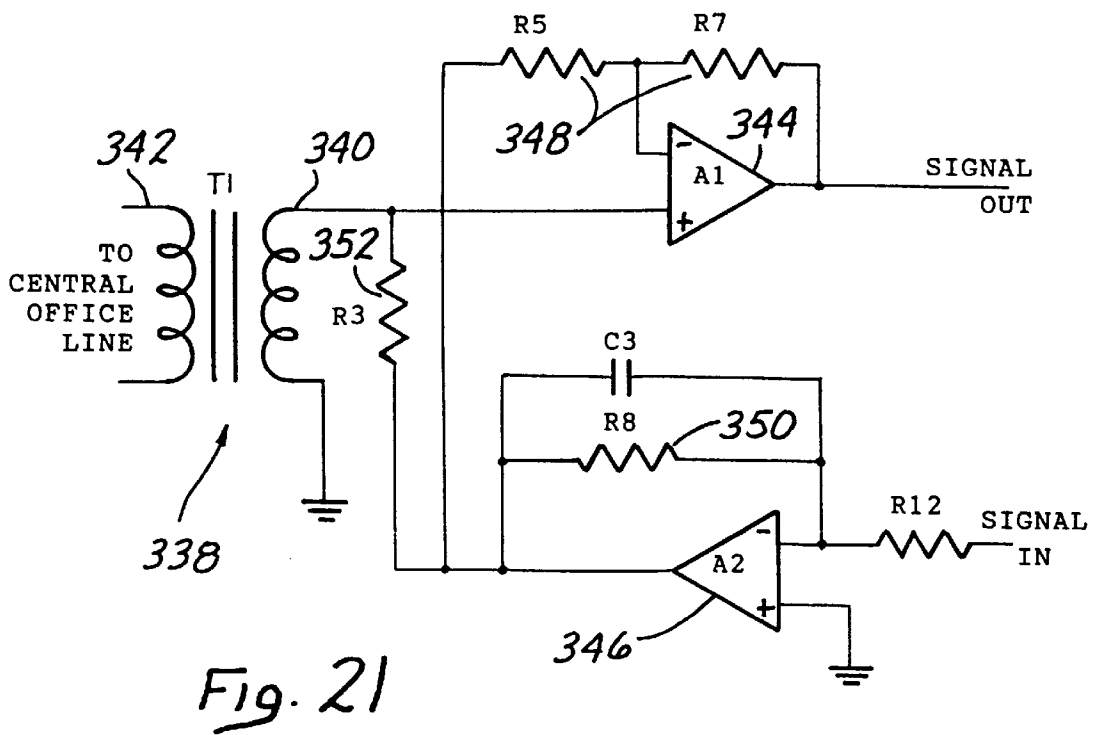 R5
R7
348
344
342
T1
340
A1
-
+
SIGNAL
OUT
TO
CENTRAL
OFFICE
LINE
352
R3
C3
R8
350
338
R12
SIGNAL
IN
A2
-
+
346
Fig. 21